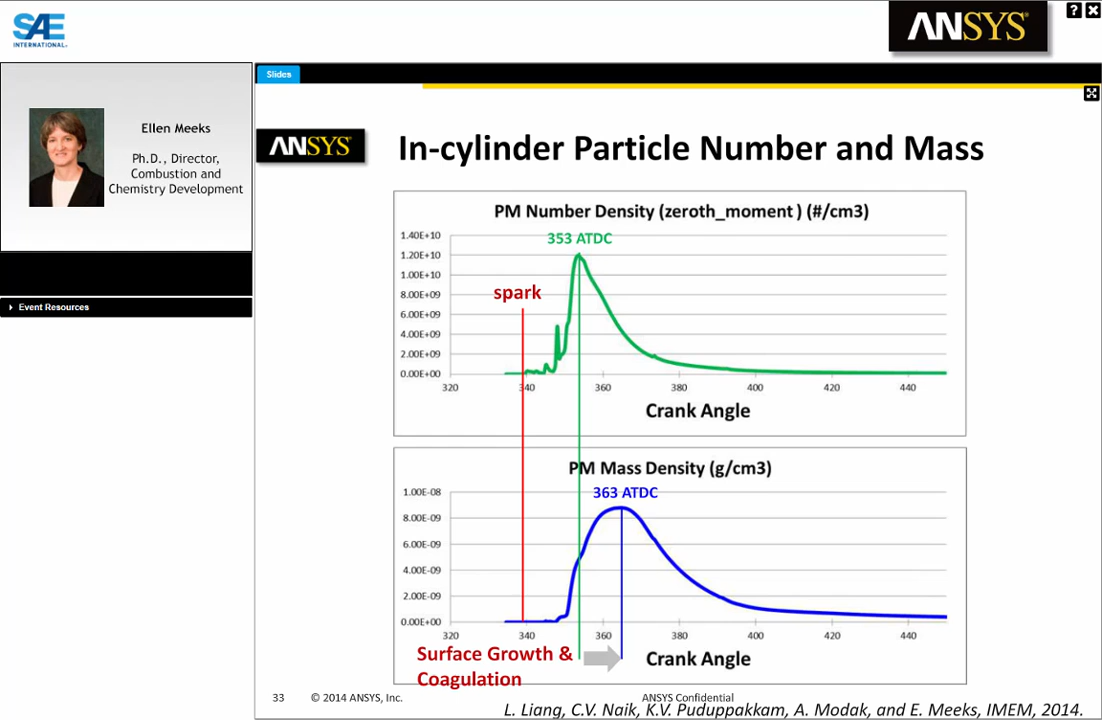 SAE
INTERNATIONAL®
ANSYS®
?
Slides
Ellen Meeks
Ph.D., Director,
Combustion and
Chemistry Development
Event Resources
ANSYS®
In-cylinder Particle Number and Mass
PM Number Density (zeroth_moment ) (#/cm3)
353 ATDC
spark
1.40E+10
1.20E+10
1.00E+10
8.00E+09
6.00E+09
4.00E+09
2.00E+09
0.00E+00
320 340 360 380 400 420 440
Crank Angle
PM Mass Density (g/cm3)
363 ATDC
1.00E-08
8.00E-09
6.00E-09
4.00E-09
2.00E-09
0.00E+00
320 340 360 380 400 420 440
Surface Growth &
Coagulation
Crank Angle
33 © 2014 ANSYS, Inc. ANSYS Confidential
L. Liang, C.V. Naik, K.V. Puduppakkam, A. Modak, and E. Meeks, IMEM, 2014.